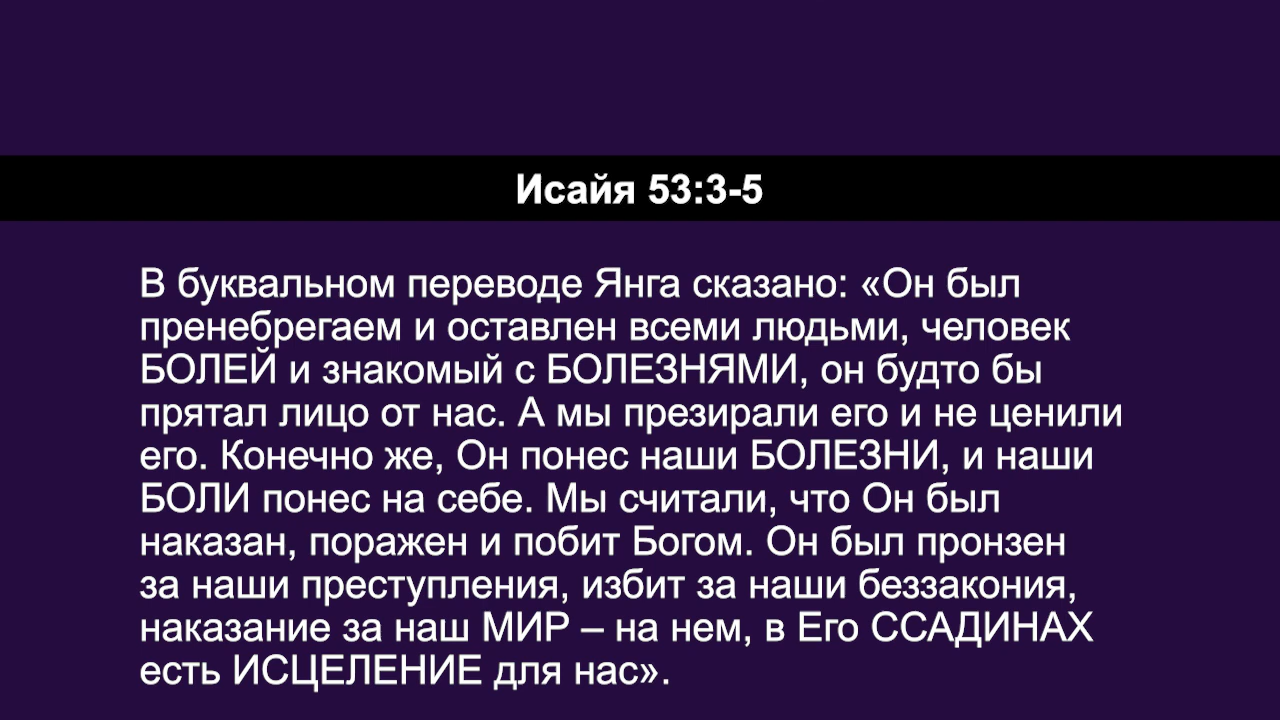 Исайя 53:3-5
В буквальном переводе Янга сказано: «Он был
пренебрегаем и оставлен всеми людьми, человек
БОЛЕЙ и знакомый с БОЛЕЗНЯМИ, он будто бы
прятал лицо от нас. А мы презирали его и не ценили
его. Конечно же, Он понес наши БОЛЕЗНИ, и наши
БОЛИ понес на себе. Мы считали, что Он был
наказан, поражен и побит Богом. Он был пронзен
за наши преступления, избит за наши беззакония,
наказание за наш МИР – на нем, в Его ССАДИНАХ
есть ИСЦЕЛЕНИЕ для нас».